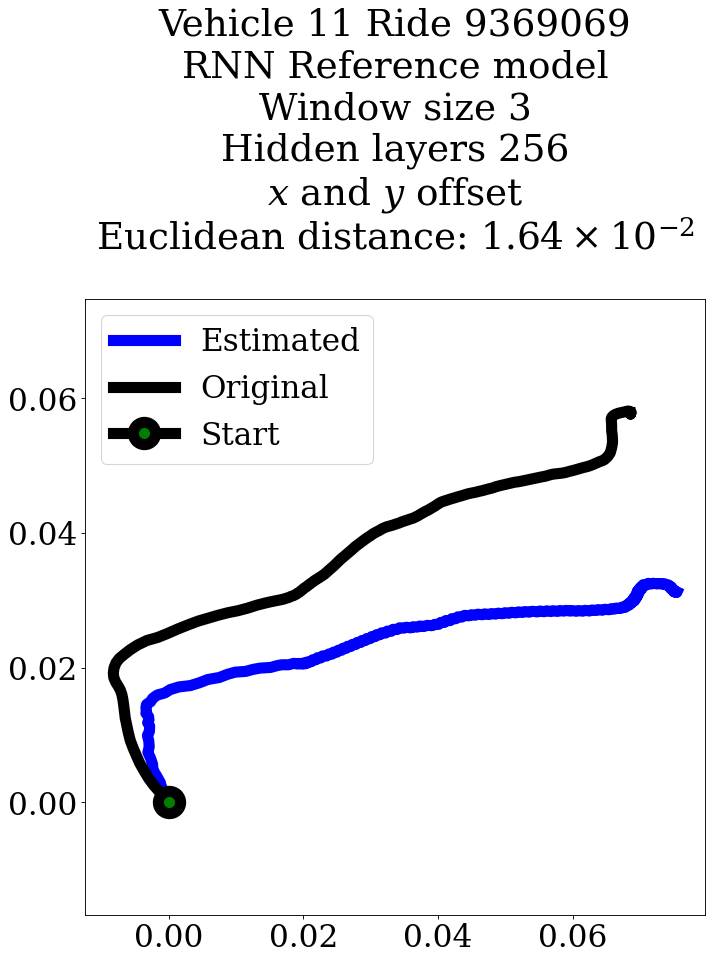 Vehicle 11 Ride 9369069
RNN Reference model
Window size 3
Hidden layers 256
x and y offset
Euclidean distance: 1.64 × 10⁻²
Estimated
Original
Start
0.06
0.04
0.02
0.00
0.00 0.02 0.04 0.06